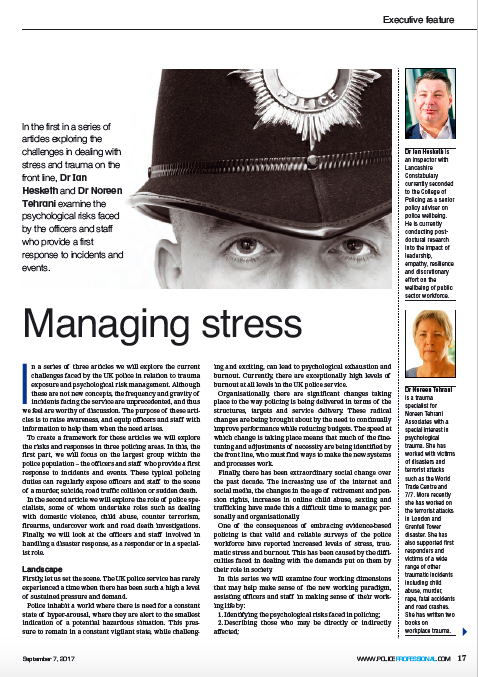 Executive feature
In the first in a series of
articles exploring the
challenges in dealing with
stress and trauma on the
front line, Dr Ian
Hesketh and Dr Noreen
Tehrani examine the
psychological risks faced
by the officers and staff
who provide a first
response to incidents and
events.
POLICE
Managing stress
In a series of three articles we will explore the current
challenges faced by the UK police in relation to trauma
exposure and psychological risk management. Although
these are not new concepts, the frequency and gravity of
incidents facing the service are unprecedented, and thus
we feel are worthy of discussion. The purpose of these arti-
cles is to raise awareness, and equip officers and staff with
information to help them when the need arises.
To create a framework for these articles we will explore
the risks and responses in three policing areas. In this, the
first part, we will focus on the largest group within the
police population – the officers and staff who provide a first
response to incidents and events. These typical policing
duties can regularly expose officers and staff to the scene
of a murder, suicide, road traffic collision or sudden death.
In the second article we will explore the role of police spe-
cialists, some of whom undertake roles such as dealing
with domestic violence, child abuse, counter terrorism,
firearms, undercover work and road death investigations.
Finally, we will look at the officers and staff involved in
handling a disaster response, as a responder or in a special-
ist role.
Landscape
Firstly, let us set the scene. The UK police service has rarely
experienced a time when there has been such a high level
of sustained pressure and demand.
Police inhabit a world where there is need for a constant
state of hyper-arousal, where they are alert to the smallest
indication of a potential hazardous situation. This pres-
sure to remain in a constant vigilant state, while challeng-
ing and exciting, can lead to psychological exhaustion and
burnout. Currently, there are exceptionally high levels of
burnout at all levels in the UK police service.
Organisationally, there are significant changes taking
place to the way policing is being delivered in terms of the
structures, targets and service delivery. These radical
changes are being brought about by the need to continually
improve performance while reducing budgets. The speed at
which change is taking place means that much of the fine-
tuning and adjustments of necessity are being identified by
the front line, who must find ways to make the new systems
and processes work.
Finally, there has been extraordinary social change over
the past decade. The increasing use of the internet and
social media, the changes in the age of retirement and pen-
sion rights, increases in online child abuse, sexting and
trafficking have made this a difficult time to manage; per-
sonally and organisationally.
One of the consequences of embracing evidence-based
policing is that valid and reliable surveys of the police
workforce have reported increased levels of stress, trau-
matic stress and burnout. This has been caused by the diffi-
culties faced in dealing with the demands put on them by
their role in society.
In this series we will examine four working dimensions
that may help make sense of the new working paradigm,
assisting officers and staff in making sense of their work-
ing life by:
1. Identifying the psychological risks faced in policing;
2. Describing those who may be directly or indirectly
affected;
Dr Ian Hesketh is
an inspector with
Lancashire
Constabulary
currently seconded
to the College of
Policing as a senior
policy adviser on
police wellbeing.
He is currently
conducting post-
doctoral research
into the impact of
leadership,
empathy, resilience
and discretionary
effort on the
wellbeing of public
sector workforce.
Dr Noreen Tehrani
is a trauma
specialist for
Noreen Tehrani
Associates with a
special interest in
psychological
trauma. She has
worked with victims
of disasters and
terrorist attacks
such as the World
Trade Centre and
7/7. More recently
she has worked on
the terrorist attacks
in London and
Grenfell Tower
disaster. She has
also supported first
responders and
victims of a wide
range of other
traumatic incidents
including child
abuse, murder,
rape, fatal accidents
and road crashes.
She has written two
books on
workplace trauma.
September 7, 2017
WWW.POLICEPROFESSIONAL.COM 17